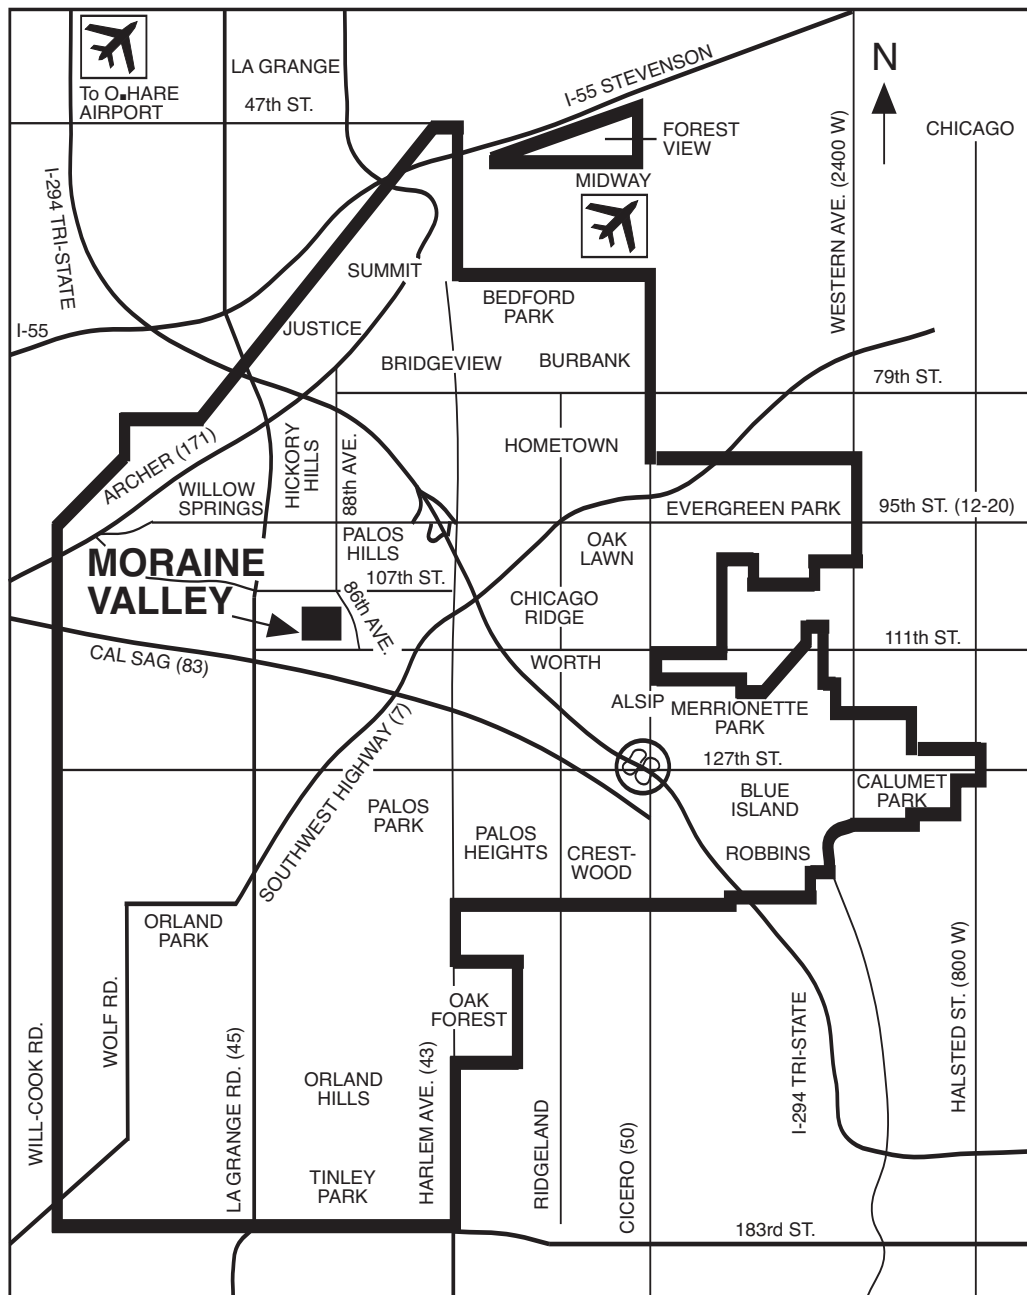 To O■HARE
AIRPORT
LA GRANGE
47th ST.
I-55 STEVENSON
N
FOREST
VIEW
CHICAGO
MIDWAY
WESTERN AVE. (2400 W)
I-294 TRI-STATE
SUMMIT
BEDFORD
PARK
I-55
JUSTICE
BRIDGEVIEW
BURBANK
79th ST.
ARCHER (171)
HICKORY
HILLS
88th AVE.
HOMETOWN
WILLOW
SPRINGS
EVERGREEN PARK
95th ST. (12-20)
PALOS
HILLS
OAK
LAWN
MORAINE
VALLEY
107th ST.
86th AVE.
CHICAGO
RIDGE
111th ST.
CAL SAG (83)
WORTH
ALSIP
MERRIONETTE
PARK
SOUTHWEST HIGHWAY (7)
127th ST.
BLUE
ISLAND
CALUMET
PARK
PALOS
PARK
PALOS
HEIGHTS
CREST-
WOOD
ROBBINS
ORLAND
PARK
WILL-COOK RD.
WOLF RD.
LA GRANGE RD. (45)
OAK
FOREST
HARLEM AVE. (43)
ORLAND
HILLS
TINLEY
PARK
RIDGELAND
CICERO (50)
I-294 TRI-STATE
HALSTED ST. (800 W)
183rd ST.